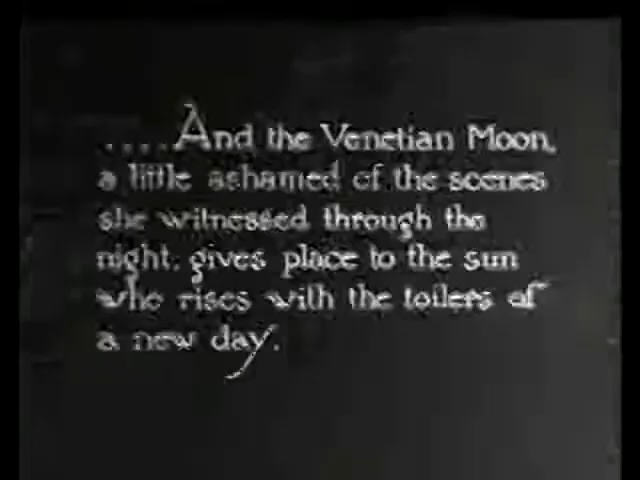 ....And the Venetian Moon,
a little ashamed of the scenes
she witnessed through the
night, gives place to the sun
who rises with the toilers of
a new day.